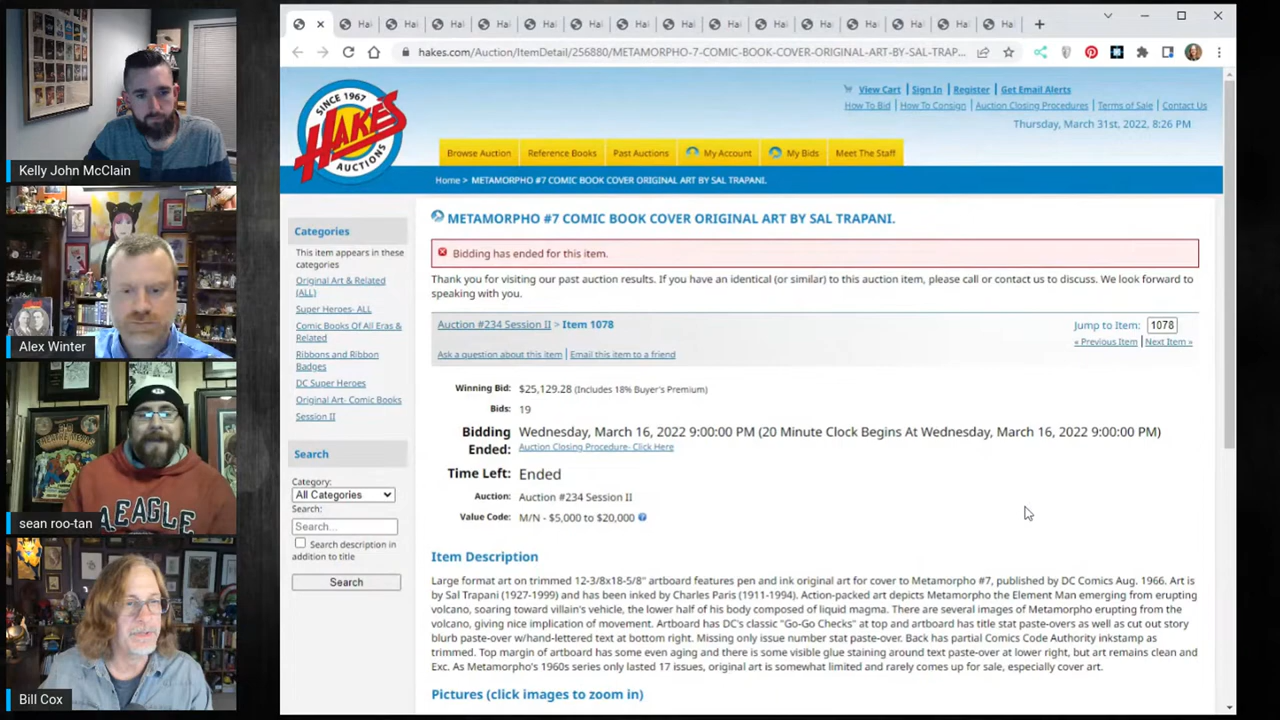 Kelly John McClain
Alex Winter
AEAGLE
sean roo-tan
Bill Cox
Hal
hakes.com/Auction/ItemDetail/256880/METAMORPHO-7-COMIC-BOOK-COVER-ORIGINAL-ART-BY-SAL-TRAP...
SINCE 1967
HAKES
AUCTIONS
View Cart | Sign In | Register | Get Email Alerts
How To Bid | How To Consign | Auction Closing Procedures | Terms of Sale | Contact Us
Thursday, March 31st, 2022, 8:26 PM
Browse Auction Reference Books Past Auctions My Account My Bids Meet The Staff
Home > METAMORPHO #7 COMIC BOOK COVER ORIGINAL ART BY SAL TRAPANI.
Categories
This item appears in these
categories
Original Art & Related
(ALL)
Super Heroes- ALL
Comic Books Of All Eras &
Related
Ribbons and Ribbon
Badges
DC Super Heroes
Original Art- Comic Books
Session II
Search
Category:
All Categories
Search:
Search...
Search description in
addition to title
Search
METAMORPHO #7 COMIC BOOK COVER ORIGINAL ART BY SAL TRAPANI.
Bidding has ended for this item.
Thank you for visiting our past auction results. If you have an identical (or similar) to this auction item, please call or contact us to discuss. We look forward to
speaking with you.
Auction #234 Session II > Item 1078
Jump to Item: 1078
Ask a question about this item | Email this item to a friend
« Previous Item | Next Item »
Winning Bid: $25,129.28 (Includes 18% Buyer's Premium)
Bids: 19
Bidding Ended: Wednesday, March 16, 2022 9:00:00 PM (20 Minute Clock Begins At Wednesday, March 16, 2022 9:00:00 PM)
Auction Closing Procedure- Click Here
Time Left: Ended
Auction: Auction #234 Session II
Value Code: M/N - $5,000 to $20,000
Item Description
Large format art on trimmed 12-3/8x18-5/8" artboard features pen and ink original art for cover to Metamorpho #7, published by DC Comics Aug. 1966. Art is
by Sal Trapani (1927-1999) and has been inked by Charles Paris (1911-1994). Action-packed art depicts Metamorpho the Element Man emerging from erupting
volcano, soaring toward villain's vehicle, the lower half of his body composed of liquid magma. There are several images of Metamorpho erupting from the
volcano, giving nice implication of movement. Artboard has DC's classic "Go-Go Checks" at top and artboard has title stat paste-overs as well as cut out story
blurb paste-over w/hand-lettered text at bottom right. Missing only issue number stat paste-over. Back has partial Comics Code Authority inkstamp as
trimmed. Top margin of artboard has some even aging and there is some visible glue staining around text paste-over at lower right, but art remains clean and
Exc. As Metamorpho's 1960s series only lasted 17 issues, original art is somewhat limited and rarely comes up for sale, especially cover art.
Pictures (click images to zoom in)